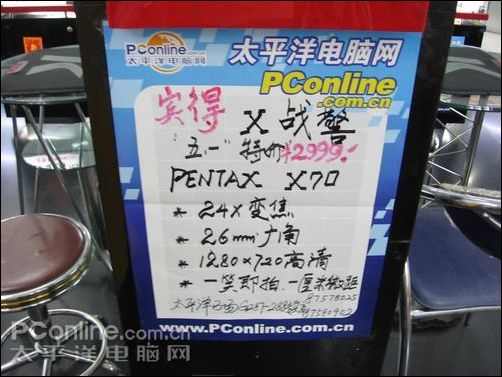 PConline.com.cn
太平洋电脑网
太平洋电脑网
PConline
.com.cn
宾得 X战警
"五.一"特价¥2999.
PENTAX X70
* 24X变焦
* 26mm广角
* 1280×720高清
* 一笑即拍、一厘米微距
www.PConline.com.cn
PConline.com.cn
太平洋电脑网